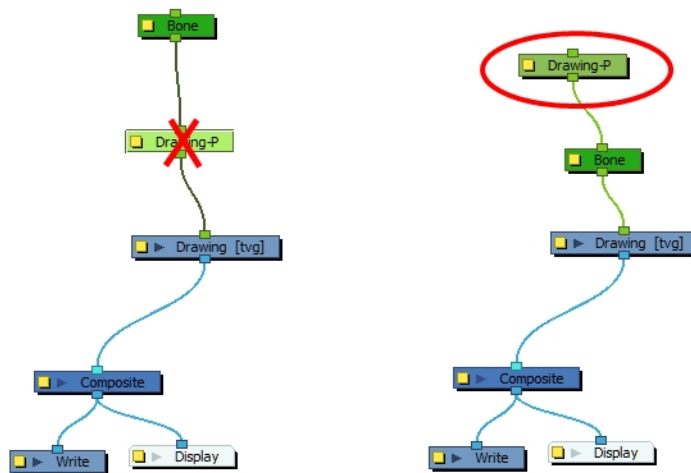 Bone
Drawing-P
Drawing [tvg]
Composite
Write
Display
Drawing-P
Bone
Drawing [tvg]
Composite
Write
Display